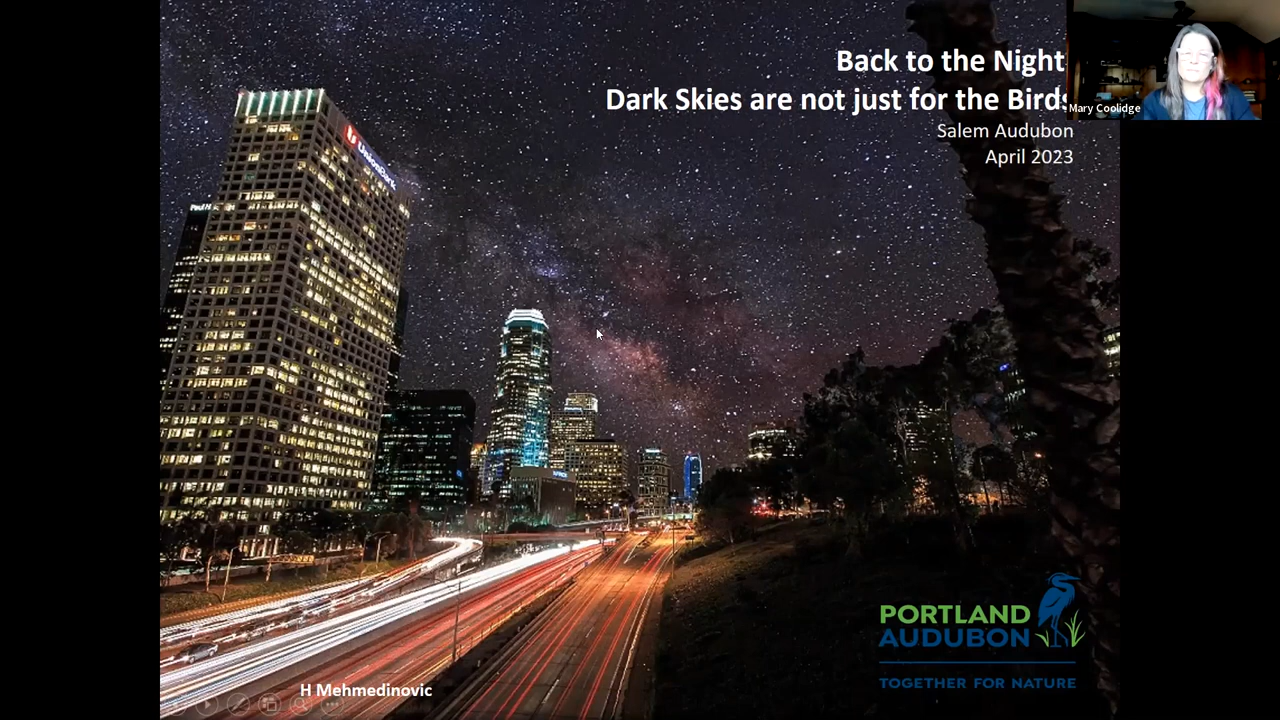 Back to the Night
Dark Skies are not just for the Birds
Salem Audubon
April 2023
Mary Coolidge
UnionBank
H Mehmedinovic
PORTLAND
AUDUBON
TOGETHER FOR NATURE